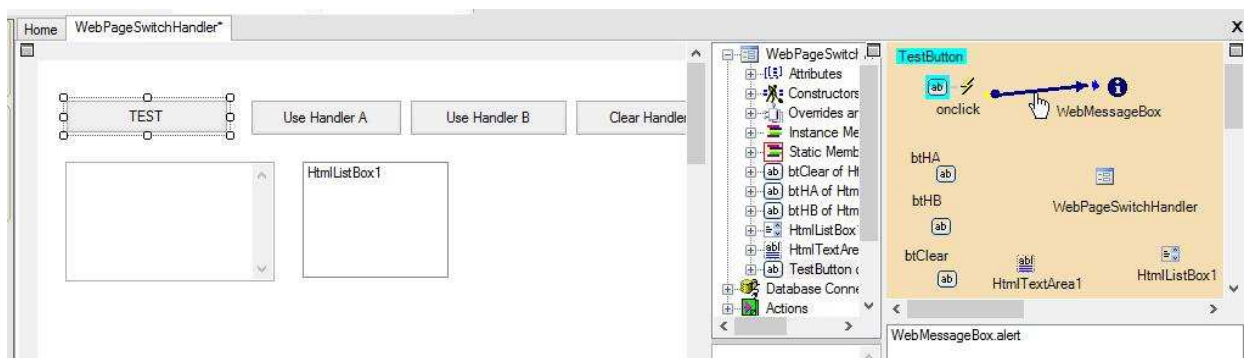 Home
WebPageSwitchHandler*
X
TEST
Use Handler A
Use Handler B
Clear Handler
HtmlListBox1
WebPageSwitch
Attributes
Constructors
Overrides ar
Instance Me
Static Memb
btClear of Ht
btHA of Htm
btHB of Htm
HtmlListBox
HtmlTextAre
TestButton o
Database Conne
Actions
TestButton
onclick
WebMessageBox
btHA
WebPageSwitchHandler
btHB
btClear
HtmlTextArea1
HtmlListBox1
WebMessageBox.alert